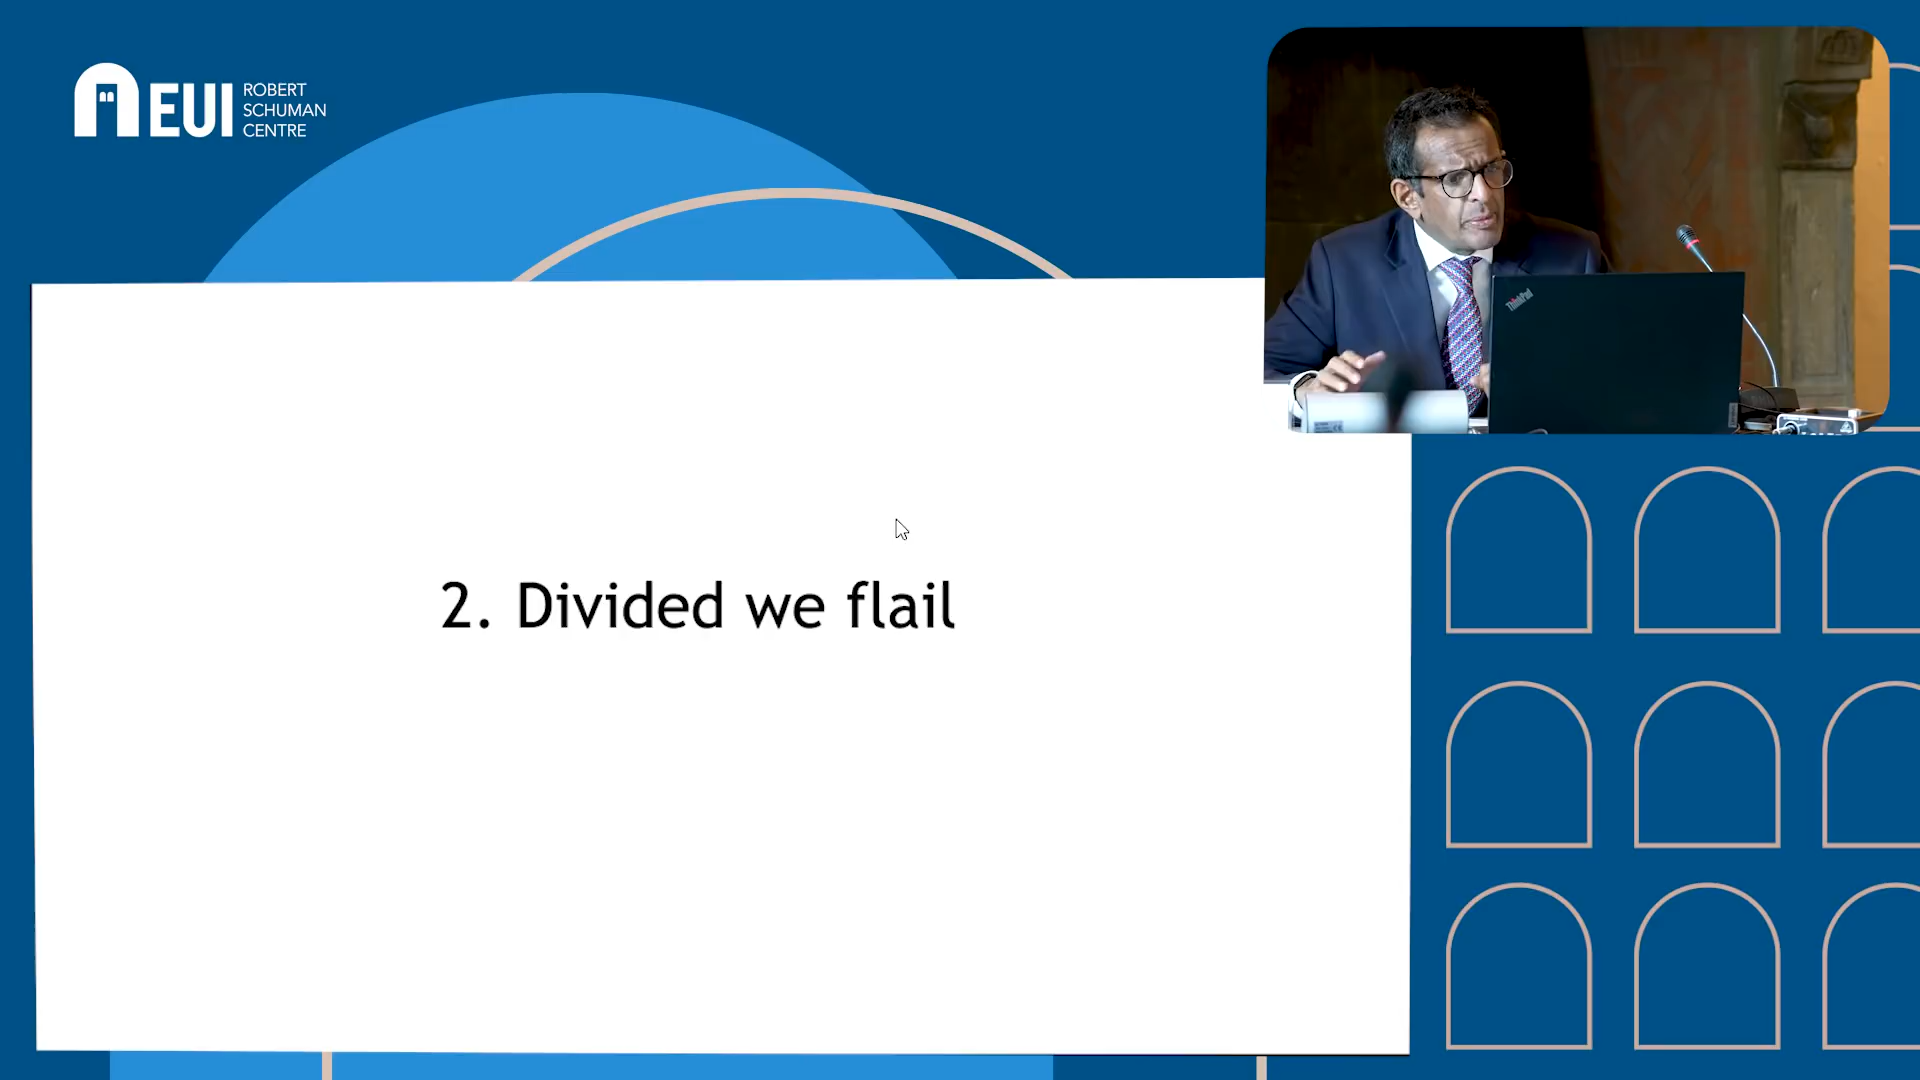 EUI
ROBERT
SCHUMAN
CENTRE
ThinkPad
2. Divided we flail